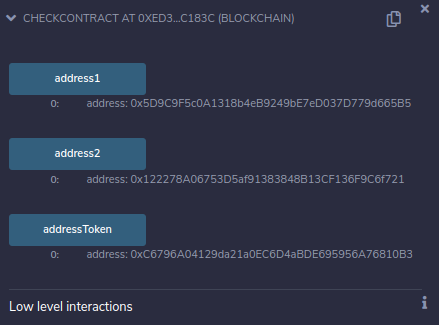 CHECKCONTRACT AT 0XED3...C183C (BLOCKCHAIN)
address1
0: address: 0x5D9C9F5c0A1318b4eB9249bE7eD037D779d665B5
address2
0: address: 0x122278A06753D5af91383848B13CF136F9C6f721
addressToken
0: address: 0xC6796A04129da21a0EC6D4aBDE695956A76810B3
Low level interactions